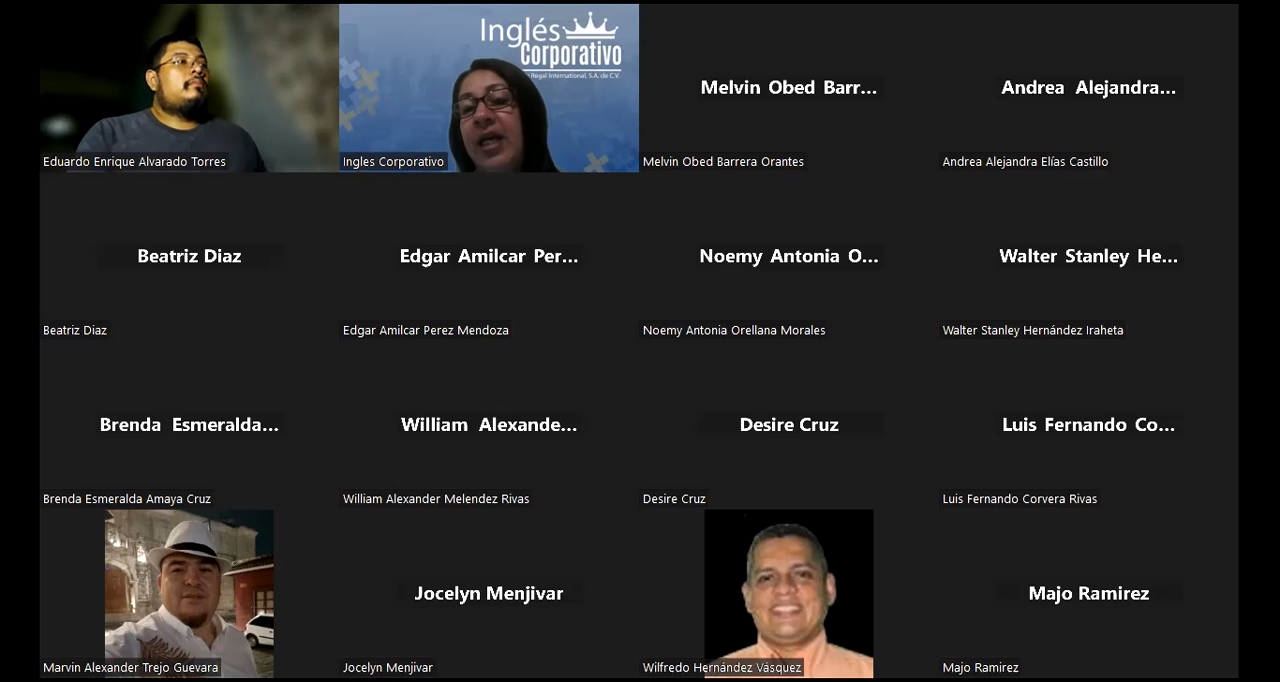 Inglés
Corporativo
Regal International, S.A. de C.V.
Eduardo Enrique Alvarado Torres
Ingles Corporativo
Melvin Obed Barr...
Melvin Obed Barrera Orantes
Andrea Alejandra...
Andrea Alejandra Elías Castillo
Beatriz Diaz
Beatriz Diaz
Edgar Amilcar Per...
Edgar Amilcar Perez Mendoza
Noemy Antonia O...
Noemy Antonia Orellana Morales
Walter Stanley He...
Walter Stanley Hernández Iraheta
Brenda Esmeralda...
Brenda Esmeralda Amaya Cruz
William Alexande...
William Alexander Melendez Rivas
Desire Cruz
Desire Cruz
Luis Fernando Co...
Luis Fernando Corvera Rivas
Marvin Alexander Trejo Guevara
Jocelyn Menjivar
Jocelyn Menjivar
Wilfredo Hernández Vásquez
Majo Ramirez
Majo Ramirez